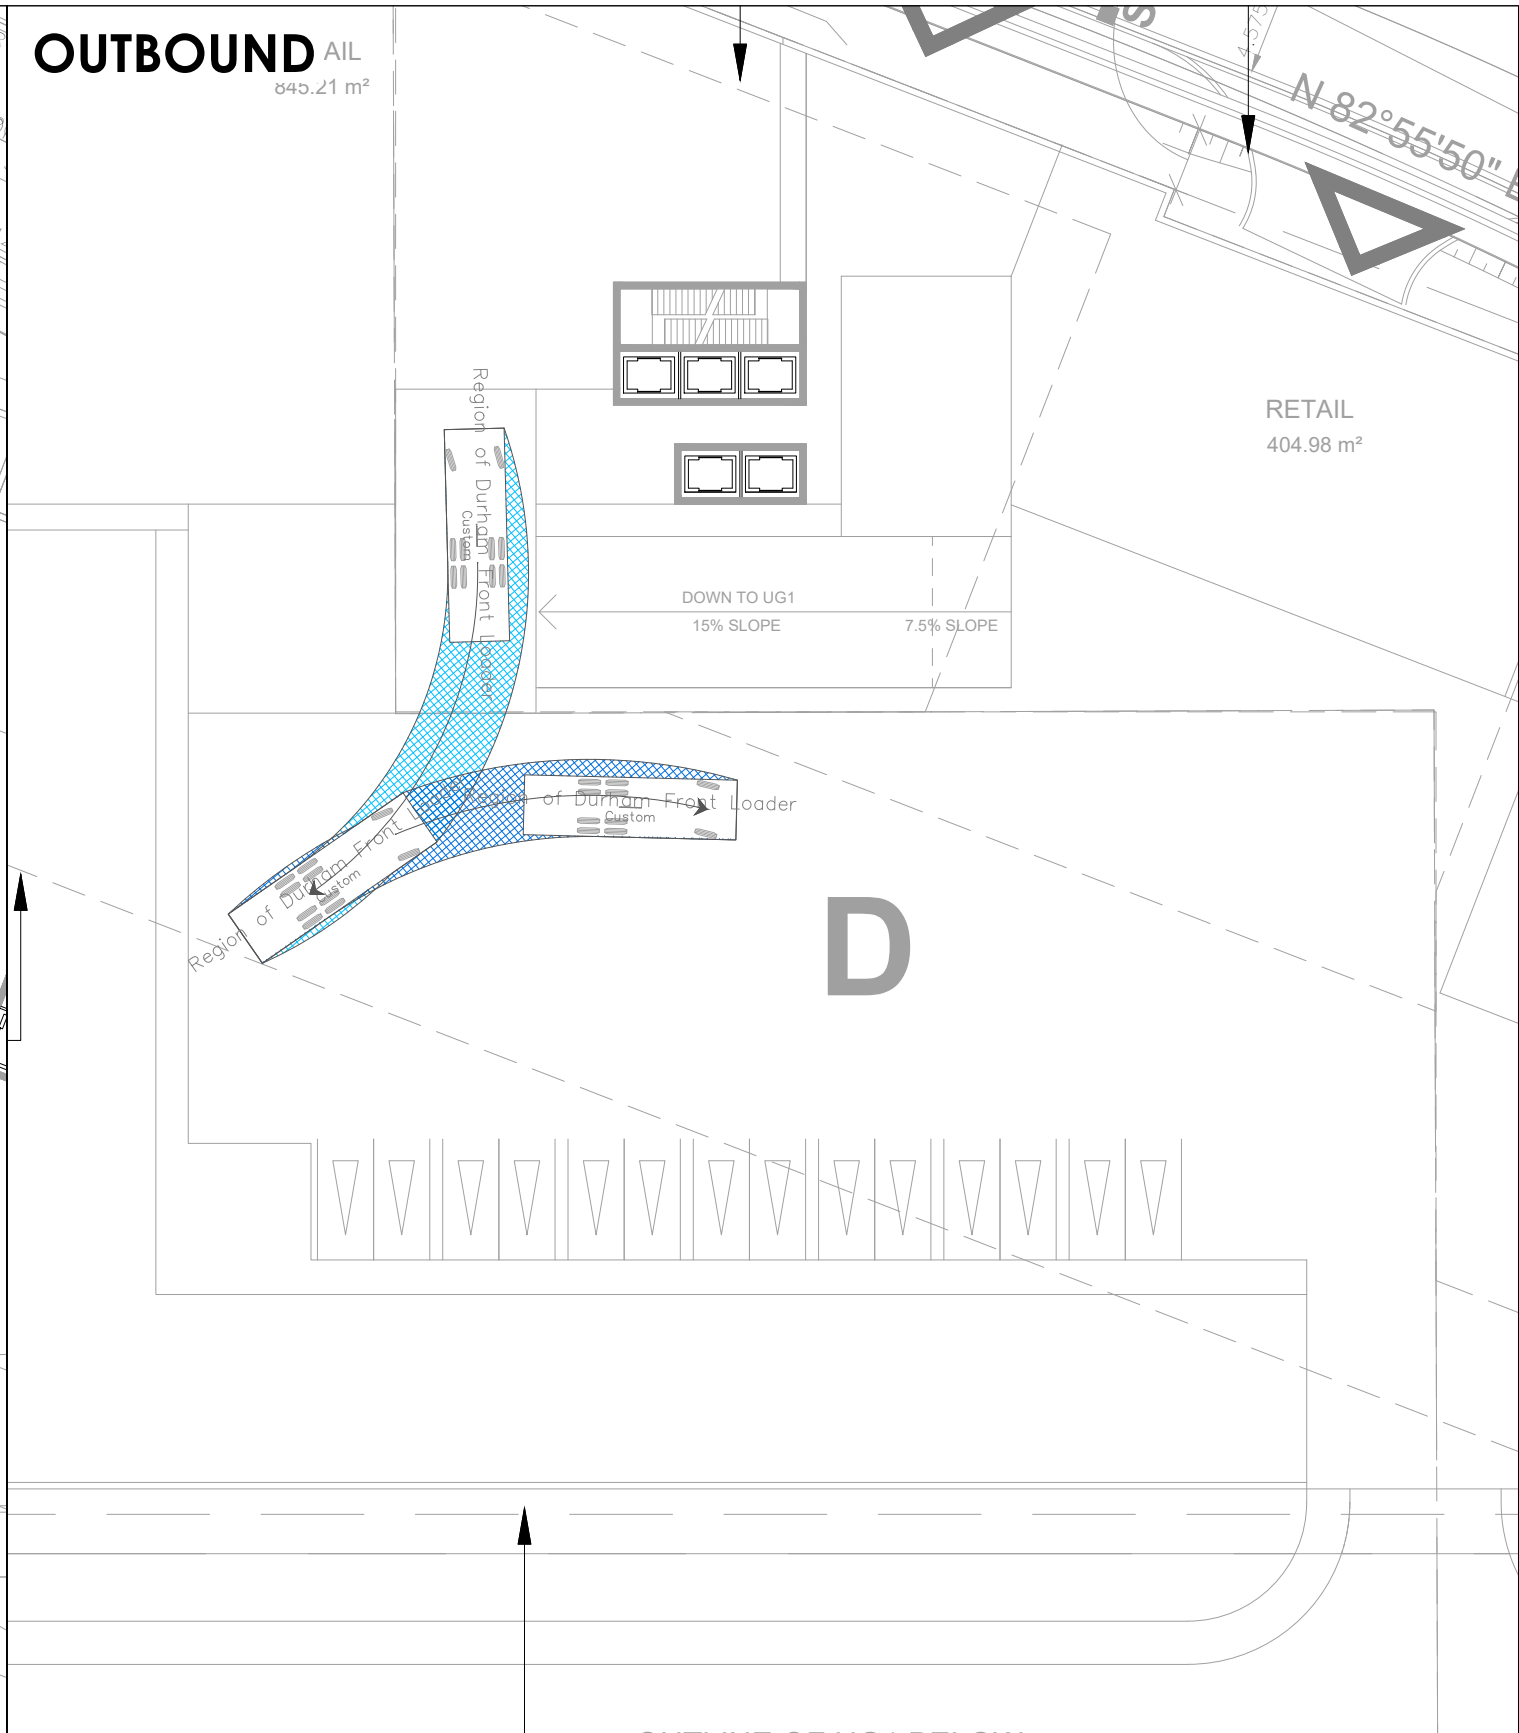 OUTBOUND
AIL
845.21 m²
4.575
N 82°55'50"
RETAIL
404.98 m²
Region of Durham Front Loader
Custom
DOWN TO UG1
15% SLOPE
7.5% SLOPE
Region of Durham Front Loader
Custom
Region of Durham Front Loader
Custom
D